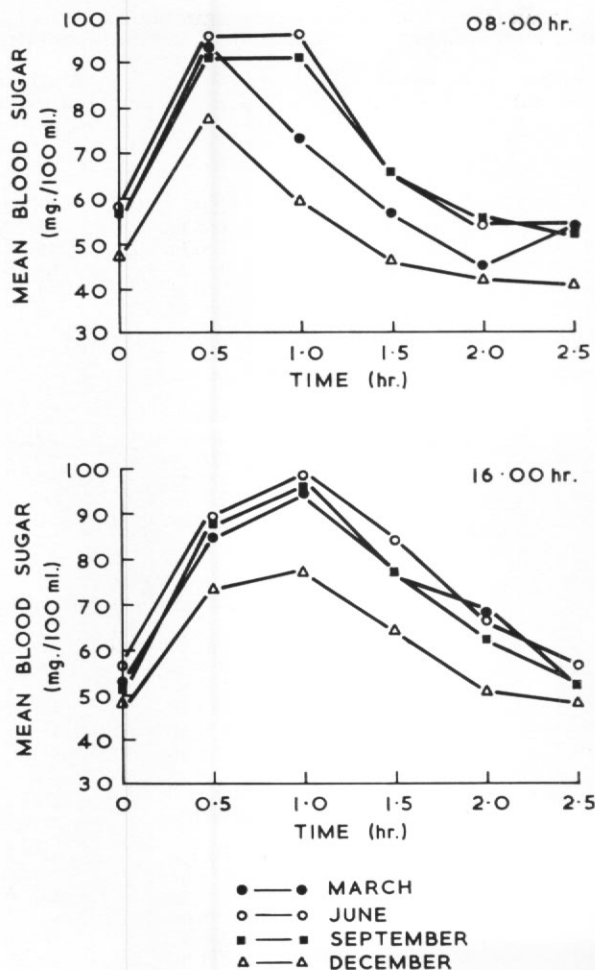 08·00 hr.
MEAN BLOOD SUGAR
(mg./100 ml.)
100
90
80
70
60
50
40
30
0 0·5 1·0 1·5 2·0 2·5
TIME (hr.)
16·00 hr.
MEAN BLOOD SUGAR
(mg./100 ml.)
100
90
80
70
60
50
40
30
0 0·5 1·0 1·5 2·0 2·5
TIME (hr.)
MARCH
JUNE
SEPTEMBER
DECEMBER